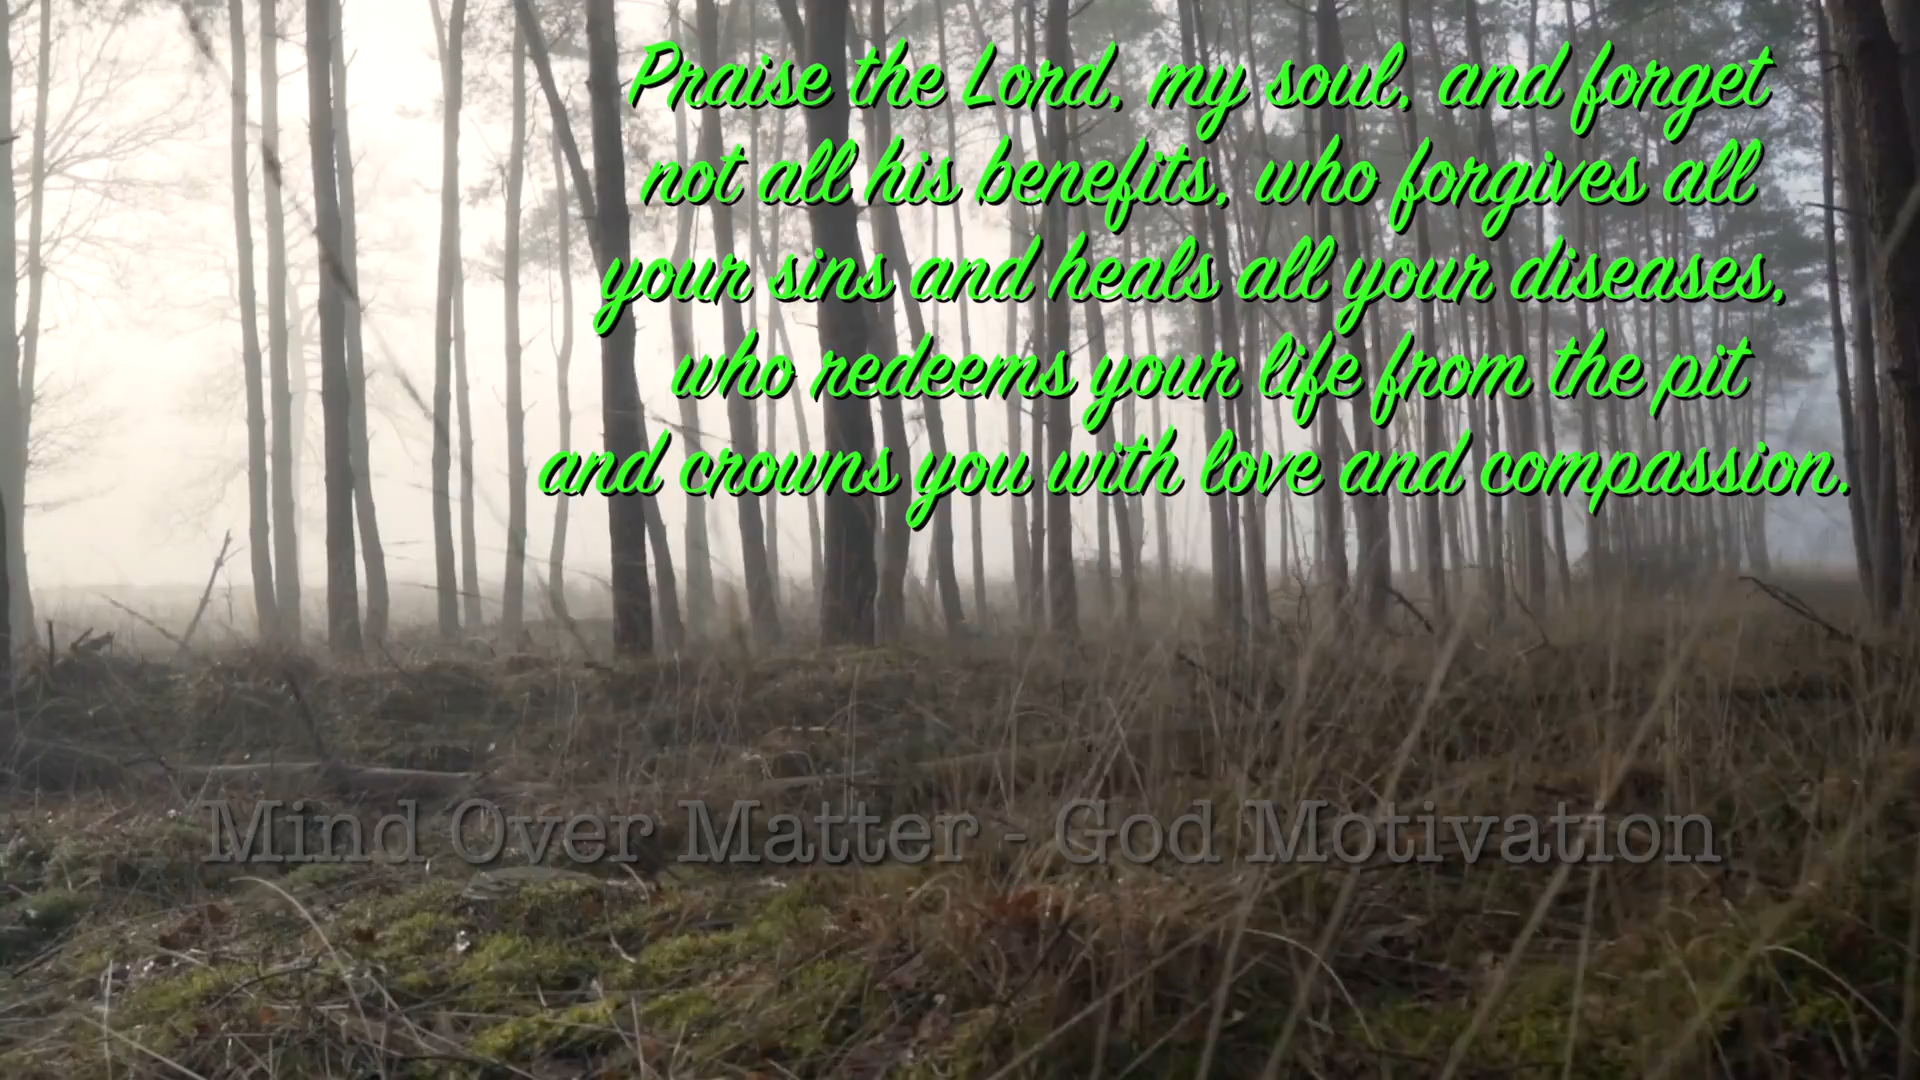 Praise the Lord, my soul, and forget
not all his benefits, who forgives all
your sins and heals all your diseases,
who redeems your life from the pit
and crowns you with love and compassion.
Mind Over Matter - God Motivation